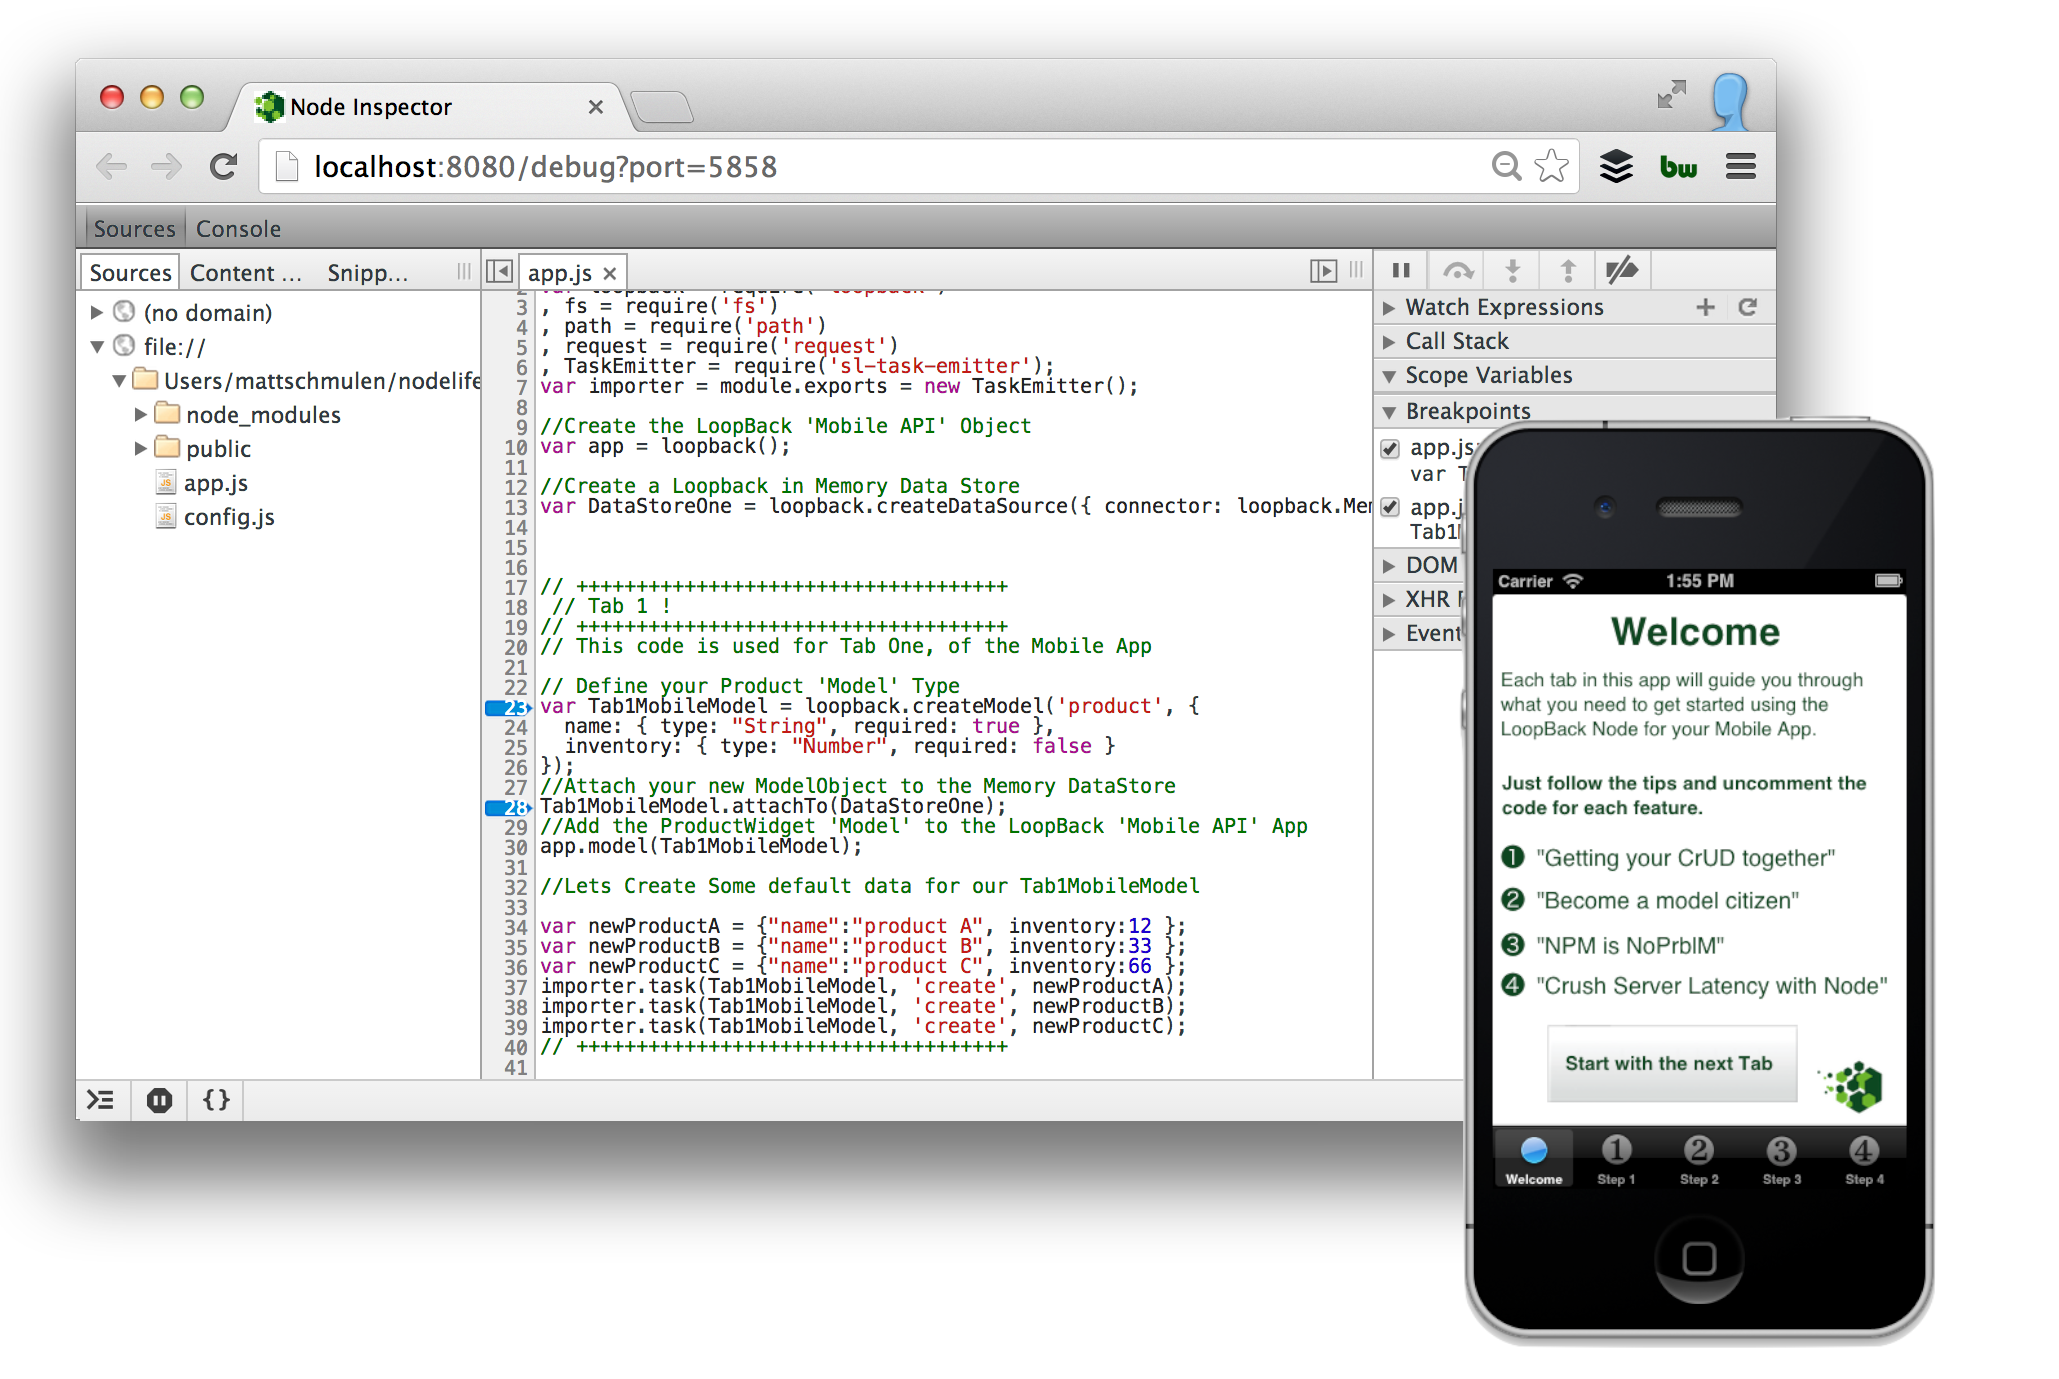 Node Inspector
localhost:8080/debug?port=5858
bw
Sources Console
Sources Content ... Snipp...
(no domain)
file://
Users/mattschmulen/nodelife
node_modules
public
app.js
config.js
app.js
3 , fs = require('fs')
4 , path = require('path')
5 , request = require('request')
6 , TaskEmitter = require('sl-task-emitter');
7 var importer = module.exports = new TaskEmitter();
8
9 //Create the LoopBack 'Mobile API' Object
10 var app = loopback();
11
12 //Create a Loopback in Memory Data Store
13 var DataStoreOne = loopback.createDataSource({ connector: loopback.Mem
14
15
16
17 // ++++++++++++++++++++++++++++++++++++
18 // Tab 1 !
19 // ++++++++++++++++++++++++++++++++++++
20 // This code is used for Tab One, of the Mobile App
21
22 // Define your Product 'Model' Type
23 var Tab1MobileModel = loopback.createModel('product', {
24 name: { type: "String", required: true },
25 inventory: { type: "Number", required: false }
26 });
27 //Attach your new ModelObject to the Memory DataStore
28 Tab1MobileModel.attachTo(DataStoreOne);
29 //Add the ProductWidget 'Model' to the LoopBack 'Mobile API' App
30 app.model(Tab1MobileModel);
31
32 //Lets Create Some default data for our Tab1MobileModel
33
34 var newProductA = {"name":"product A", inventory:12 };
35 var newProductB = {"name":"product B", inventory:33 };
36 var newProductC = {"name":"product C", inventory:66 };
37 importer.task(Tab1MobileModel, 'create', newProductA);
38 importer.task(Tab1MobileModel, 'create', newProductB);
39 importer.task(Tab1MobileModel, 'create', newProductC);
40 // ++++++++++++++++++++++++++++++++++++
41
Watch Expressions
Call Stack
Scope Variables
Breakpoints
app.js
var T
app.j
Tab1
DOM
XHR
Event
Carrier 1:55 PM
Welcome
Each tab in this app will guide you through
what you need to get started using the
LoopBack Node for your Mobile App.
Just follow the tips and uncomment the
code for each feature.
1 "Getting your CrUD together"
2 "Become a model citizen"
3 "NPM is NoPrblM"
4 "Crush Server Latency with Node"
Start with the next Tab
1 2 3 4
Welcome Step 1 Step 2 Step 3 Step 4